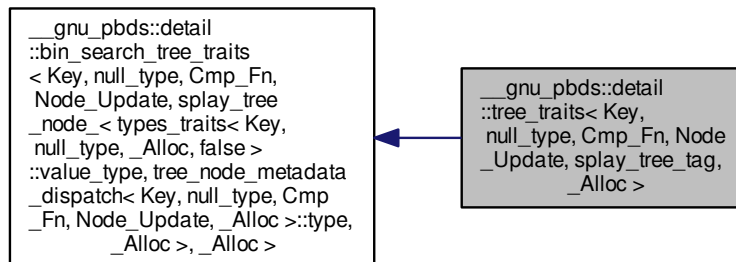 __gnu_pbds::detail
::bin_search_tree_traits
< Key, null_type, Cmp_Fn,
Node_Update, splay_tree
_node_< types_traits< Key,
null_type, _Alloc, false >
::value_type, tree_node_metadata
_dispatch< Key, null_type, Cmp
_Fn, Node_Update, _Alloc >::type,
_Alloc >, _Alloc >
__gnu_pbds::detail
::tree_traits< Key,
null_type, Cmp_Fn, Node
_Update, splay_tree_tag,
_Alloc >